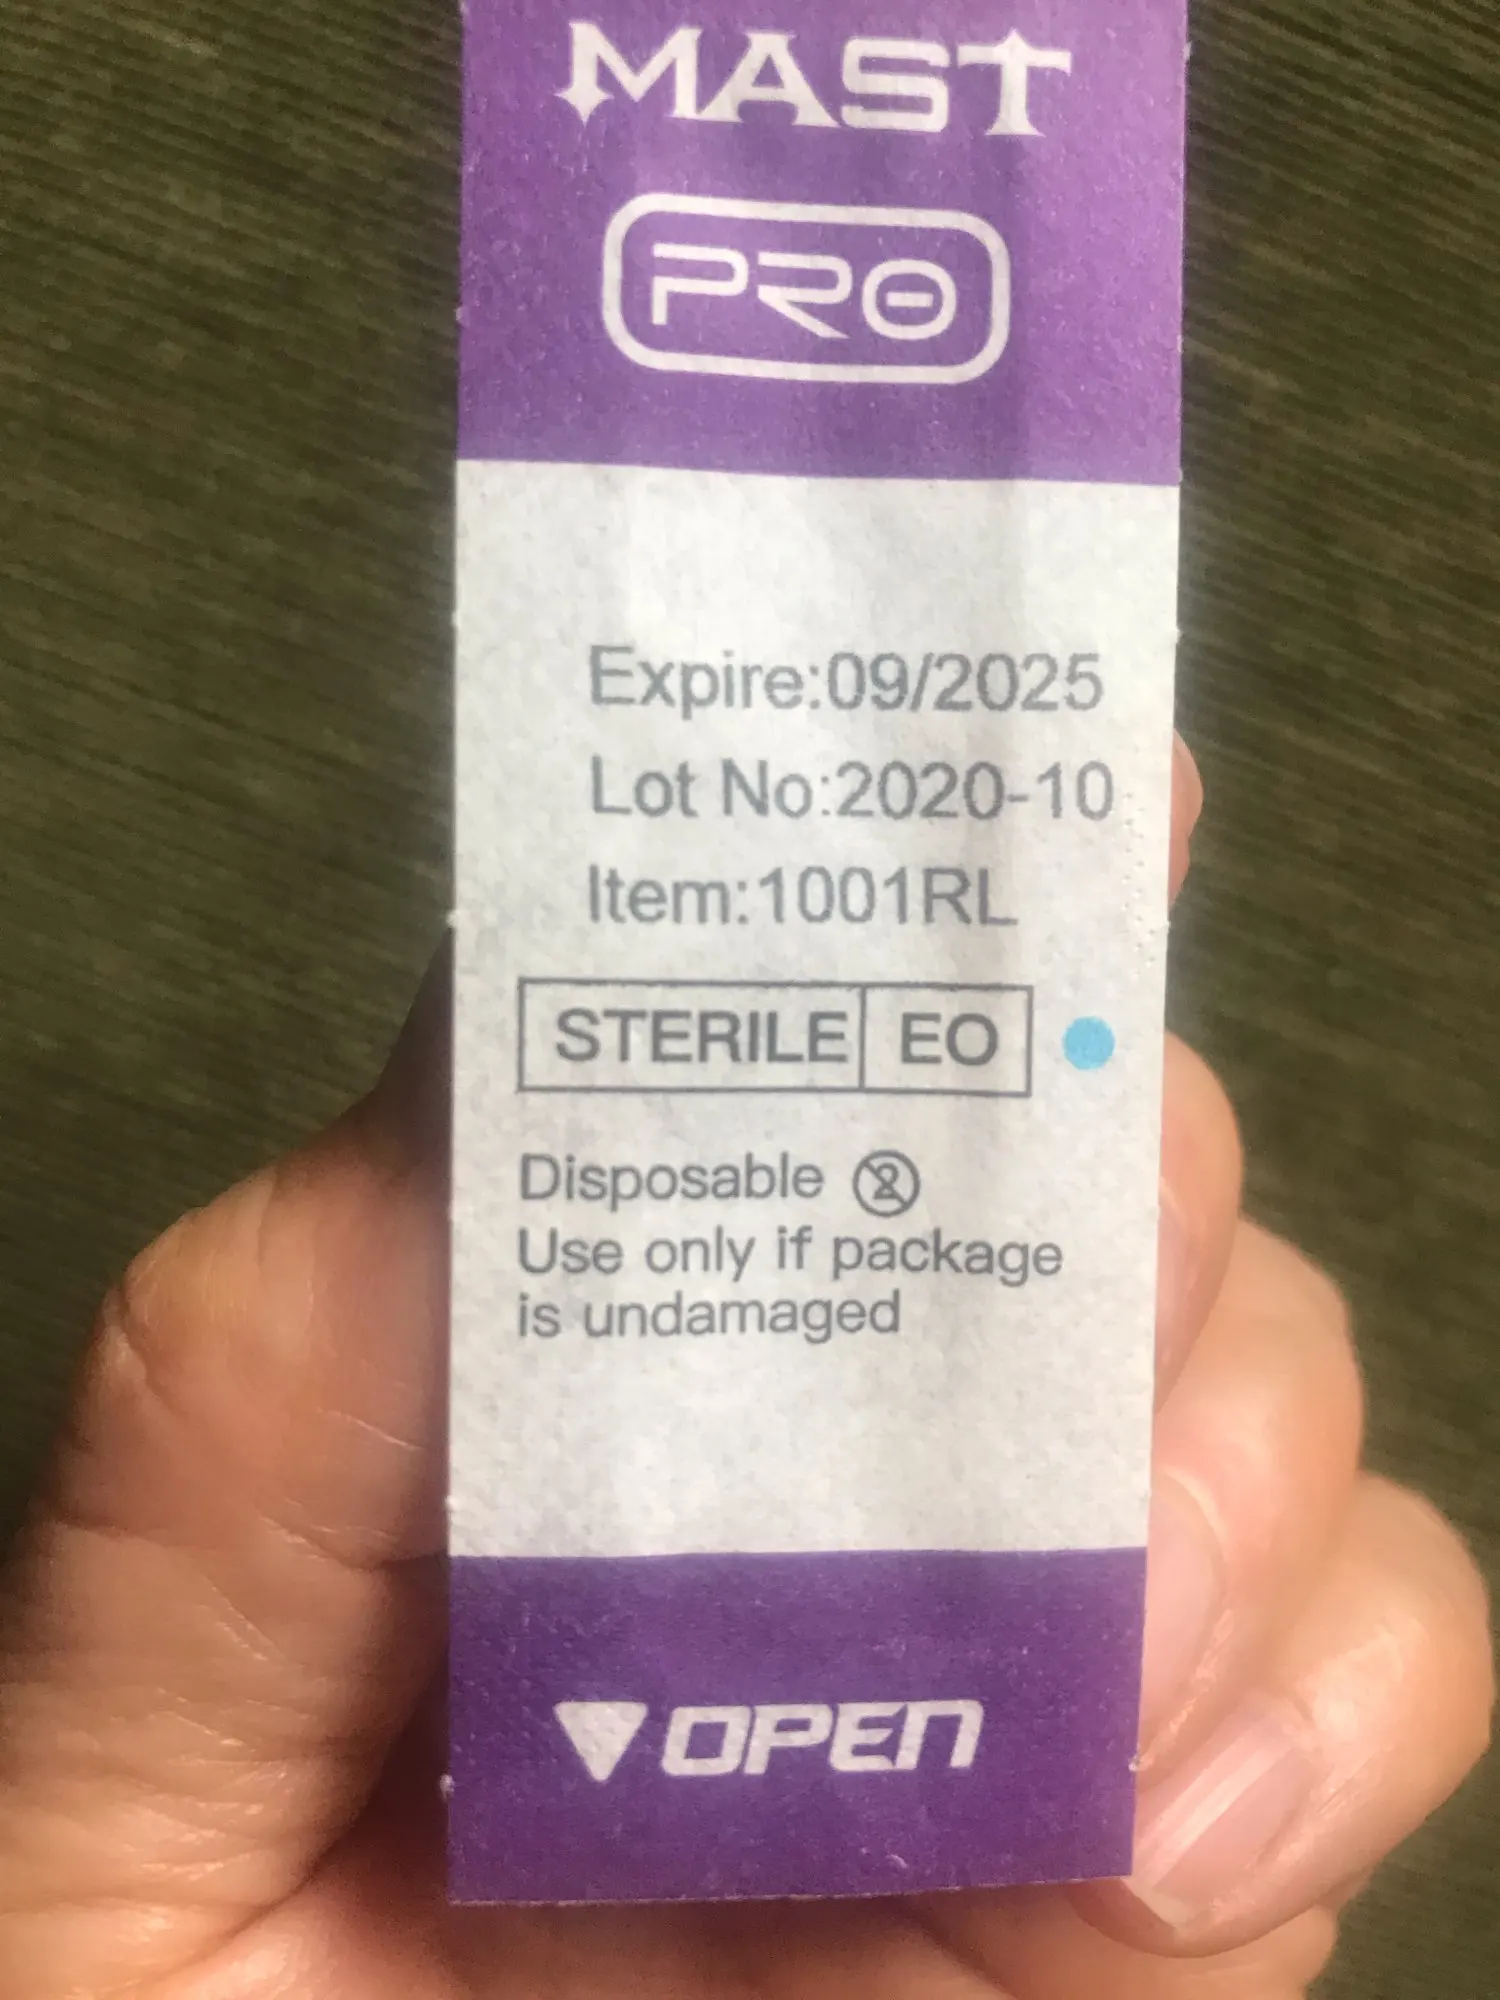 MAST
PRO
Expire:09/2025
Lot No:2020-10
Item:1001RL
STERILE EO
Disposable 2
Use only if package
is undamaged
OPEN